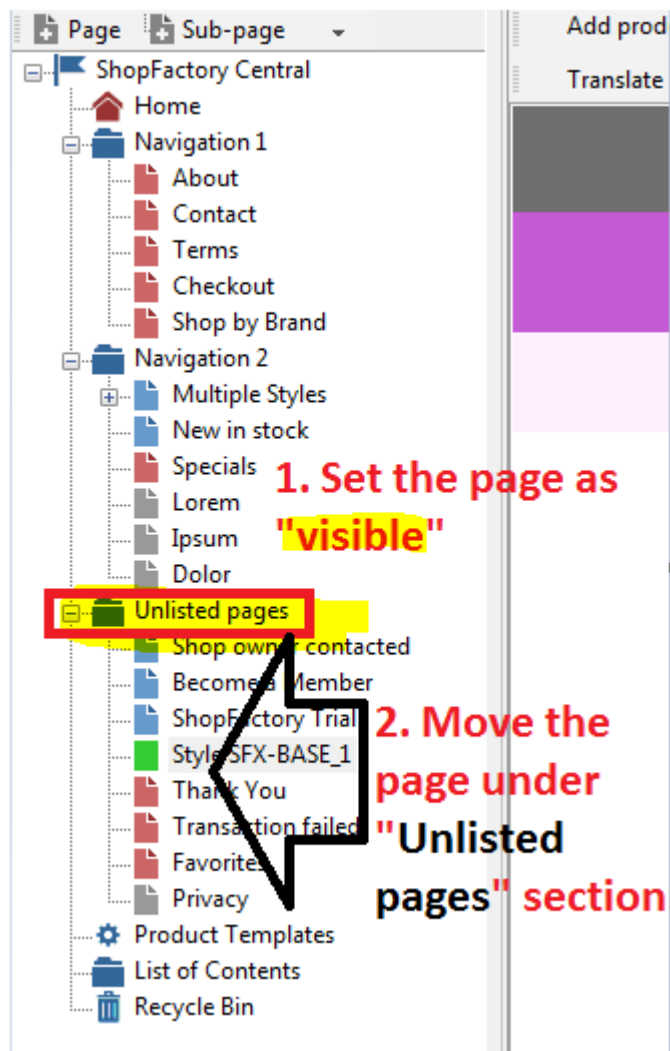 Page Sub-page
Add prod
ShopFactory Central
Translate
Home
Navigation 1
About
Contact
Terms
Checkout
Shop by Brand
Navigation 2
Multiple Styles
New in stock
Specials
Lorem
Ipsum
Dolor
1. Set the page as
"visible"
Unlisted pages
Shop owner contacted
Become a Member
ShopFactory Trial
Style SFX-BASE_1
Thank You
Transaction failed
Favorites
Privacy
2. Move the
page under
"Unlisted
pages" section
Product Templates
List of Contents
Recycle Bin